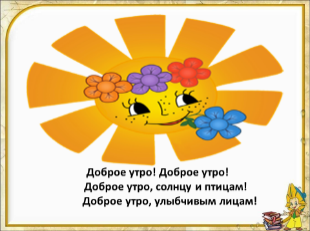 Доброе утро! Доброе утро!
Доброе утро, солнцу и птицам!
Доброе утро, улыбчивым лицам!